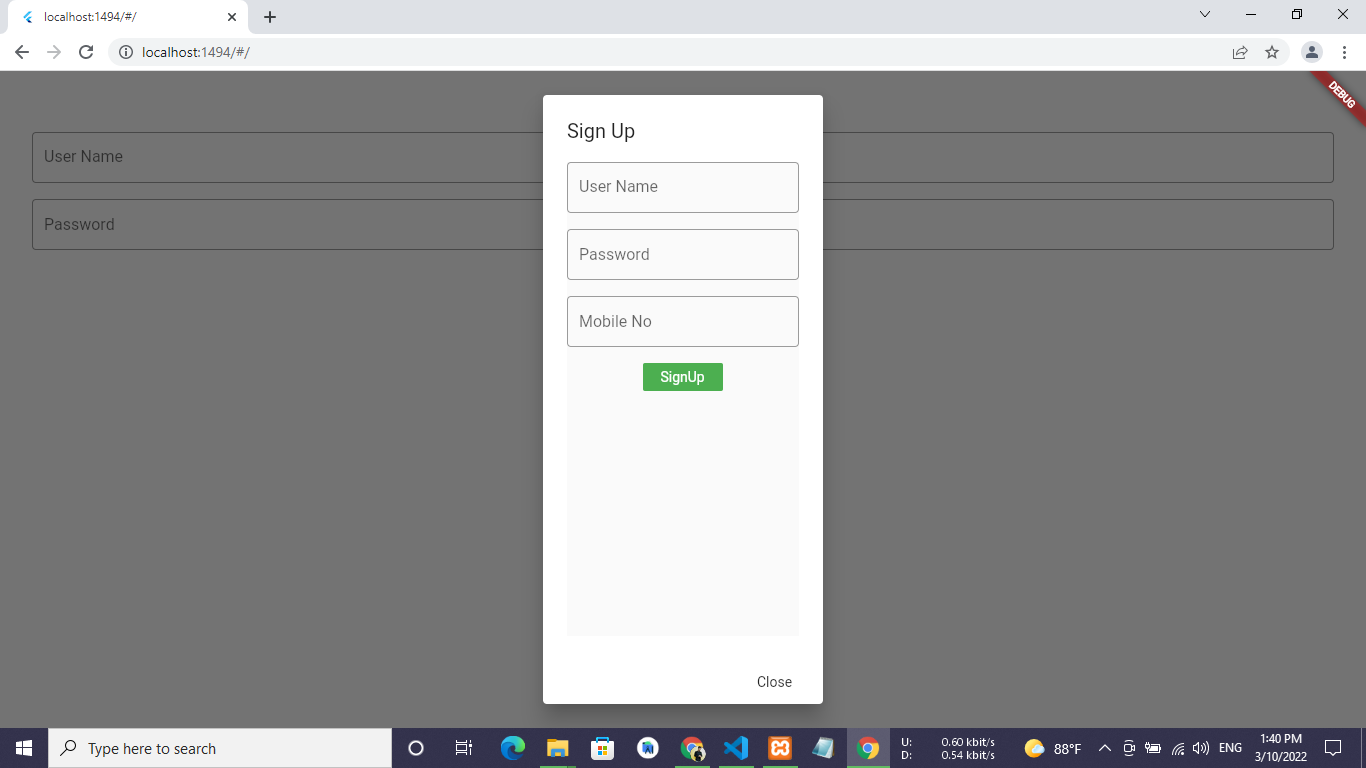 localhost:1494/#/
localhost:1494/#/
DEBUG
User Name
Password
Sign Up
User Name
Password
Mobile No
SignUp
Close
Type here to search
U: 0.60 kbit/s
D: 0.54 kbit/s
88°F
ENG
1:40 PM
3/10/2022